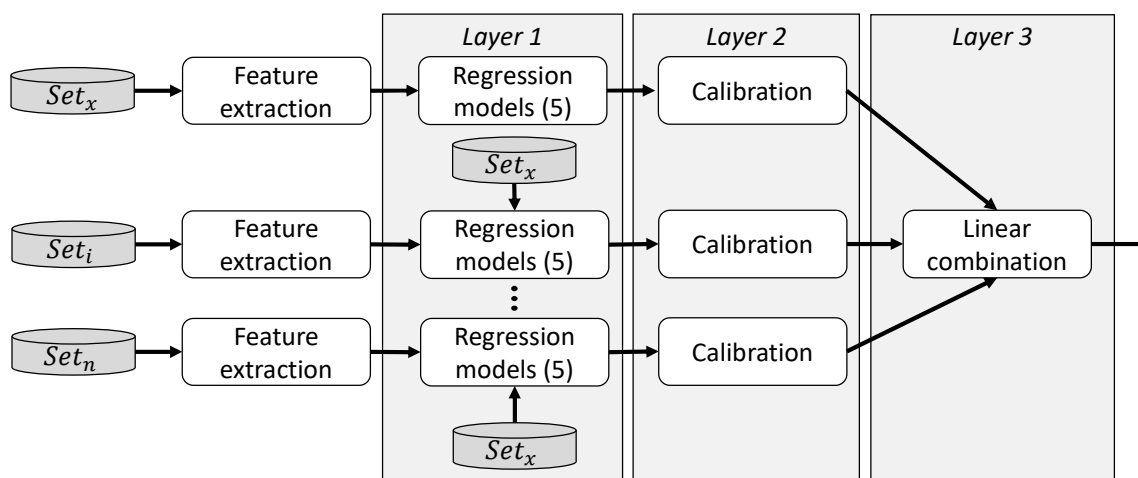 Layer 1
Layer 2
Layer 3
Set_x
Feature
extraction
Regression
models (5)
Calibration
Set_x
Set_i
Feature
extraction
Regression
models (5)
Calibration
Linear
combination
Set_n
Feature
extraction
Regression
models (5)
Calibration
Set_x